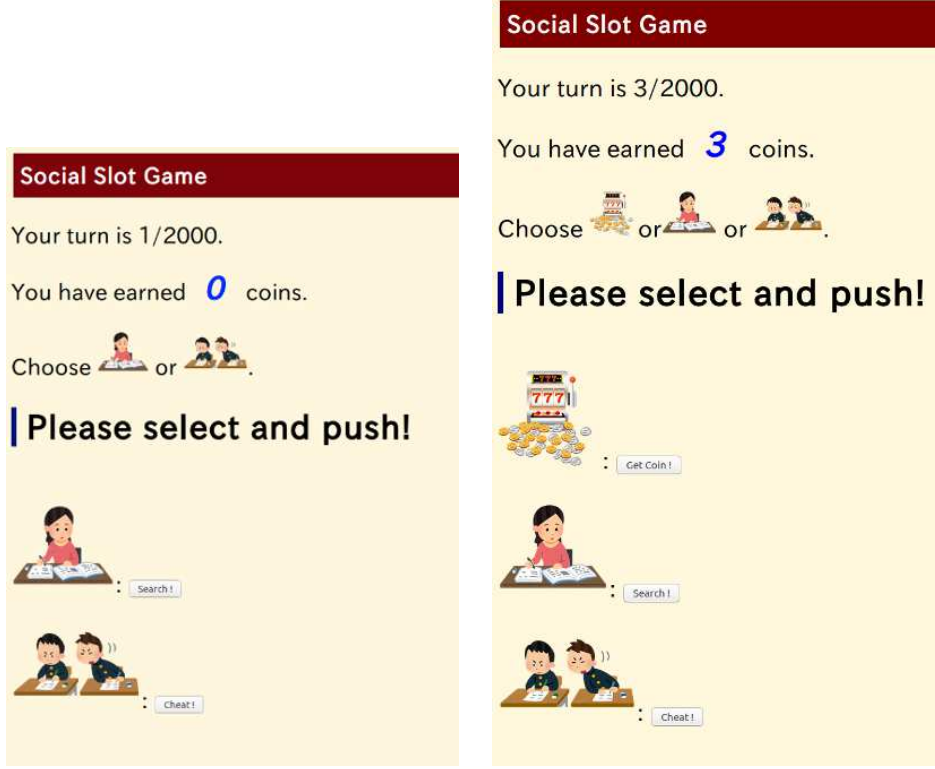 Social Slot Game
Your turn is 1/2000.
You have earned 0 coins.
Choose or .
Please select and push!
: Search !
: Cheat !
Social Slot Game
Your turn is 3/2000.
You have earned 3 coins.
Choose or or .
Please select and push!
777
: Get Coin !
: Search !
: Cheat !